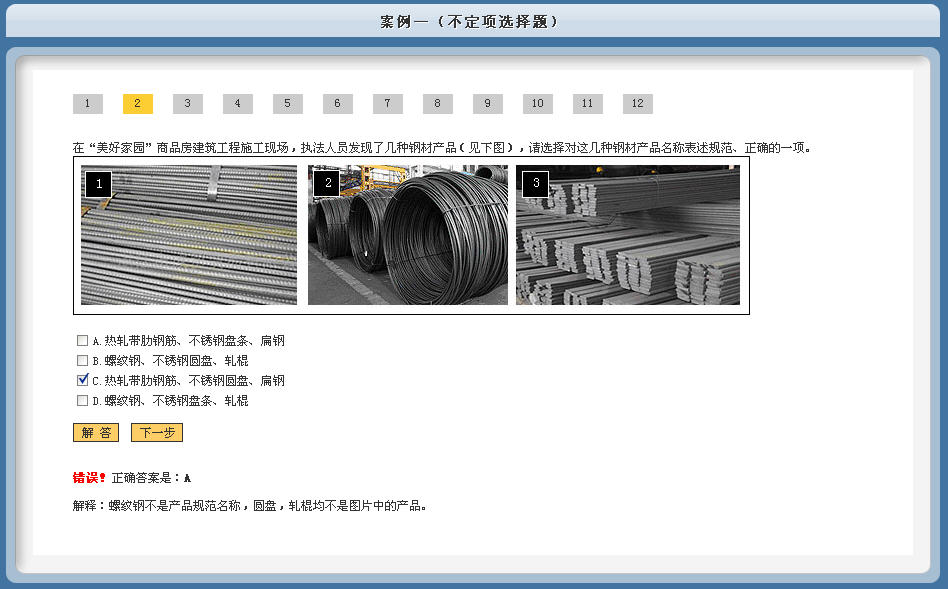 案例一（不定项选择题）
1 2 3 4 5 6 7 8 9 10 11 12
在“美好家园”商品房建筑工程施工现场，执法人员发现了几种钢材产品（见下图），请选择对这几种钢材产品名称表述规范、正确的一项。
1 2 3
A.热轧带肋钢筋、不锈钢盘条、扁钢
B.螺纹钢、不锈钢圆盘、轧棍
C.热轧带肋钢筋、不锈钢圆盘、扁钢
D.螺纹钢、不锈钢盘条、轧棍
解 答 下一步
错误！正确答案是：A
解释：螺纹钢不是产品规范名称，圆盘，轧棍均不是图片中的产品。